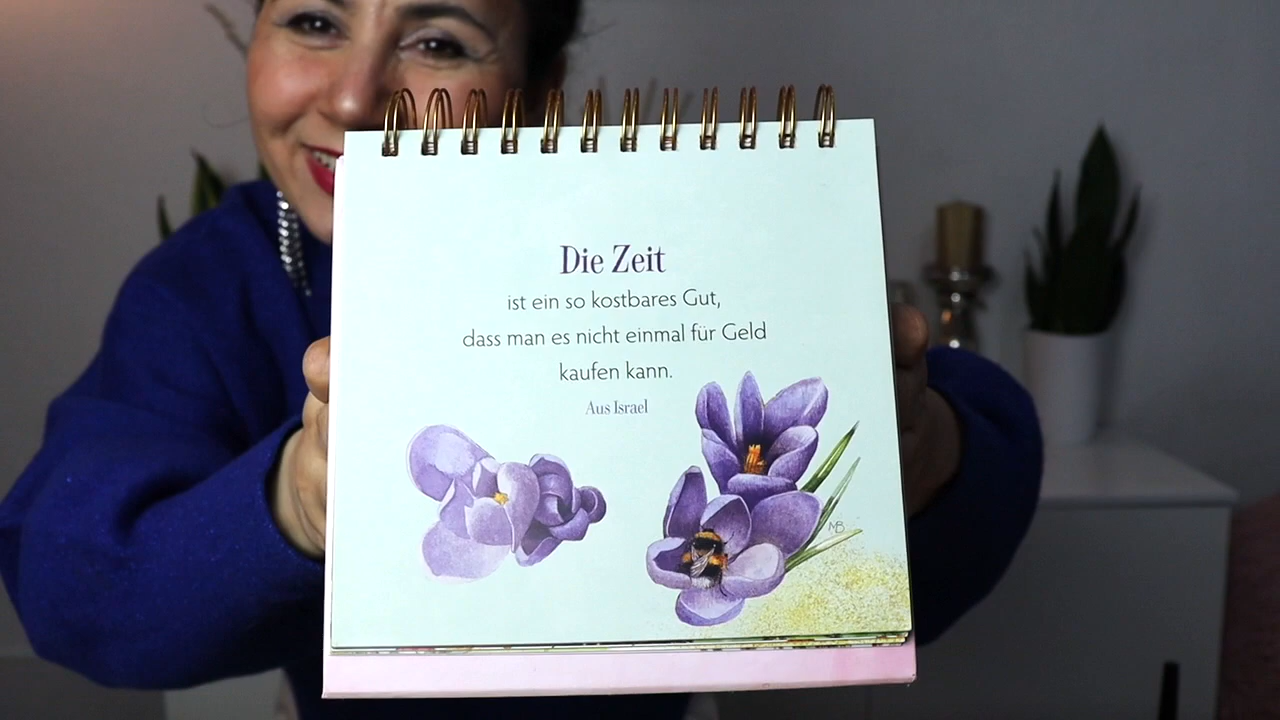 Die Zeit
ist ein so kostbares Gut,
dass man es nicht einmal für Geld
kaufen kann.
Aus Israel
MB